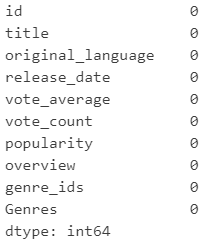 id 0
title 0
original_language 0
release_date 0
vote_average 0
vote_count 0
popularity 0
overview 0
genre_ids 0
Genres 0
dtype: int64